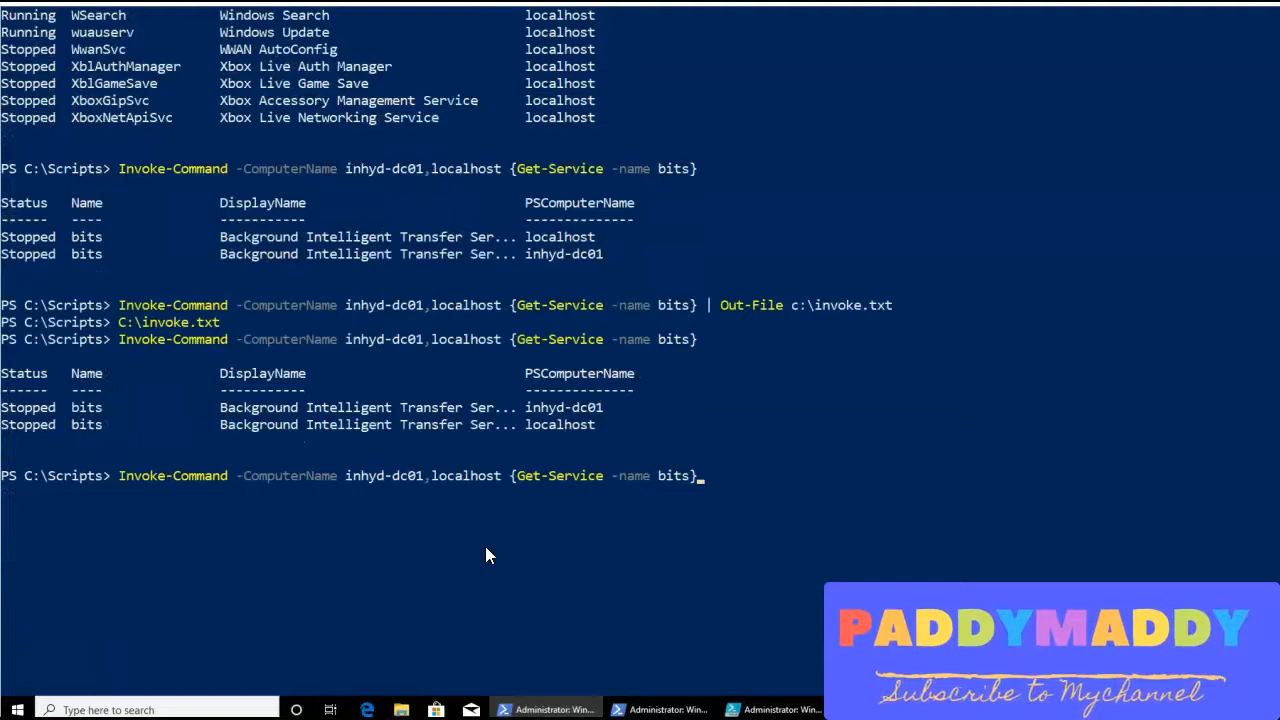 Running WSearch Windows Search localhost
Running wuauserv Windows Update localhost
Stopped WwanSvc WWAN AutoConfig localhost
Stopped XblAuthManager Xbox Live Auth Manager localhost
Stopped XblGameSave Xbox Live Game Save localhost
Stopped XboxGipSvc Xbox Accessory Management Service localhost
Stopped XboxNetApiSvc Xbox Live Networking Service localhost
PS C:\Scripts> Invoke-Command -ComputerName inhyd-dc01,localhost {Get-Service -name bits}
Status Name DisplayName PSComputerName
------ ---- ----------- --------------
Stopped bits Background Intelligent Transfer Ser... localhost
Stopped bits Background Intelligent Transfer Ser... inhyd-dc01
PS C:\Scripts> Invoke-Command -ComputerName inhyd-dc01,localhost {Get-Service -name bits} | Out-File c:\invoke.txt
PS C:\Scripts> C:\invoke.txt
PS C:\Scripts> Invoke-Command -ComputerName inhyd-dc01,localhost {Get-Service -name bits}
Status Name DisplayName PSComputerName
------ ---- ----------- --------------
Stopped bits Background Intelligent Transfer Ser... inhyd-dc01
Stopped bits Background Intelligent Transfer Ser... localhost
PS C:\Scripts> Invoke-Command -ComputerName inhyd-dc01,localhost {Get-Service -name bits}
PADDYMADDY
Subscribe to Mychannel
Type here to search Administrator: Win... Administrator: Win... Administrator: Win...